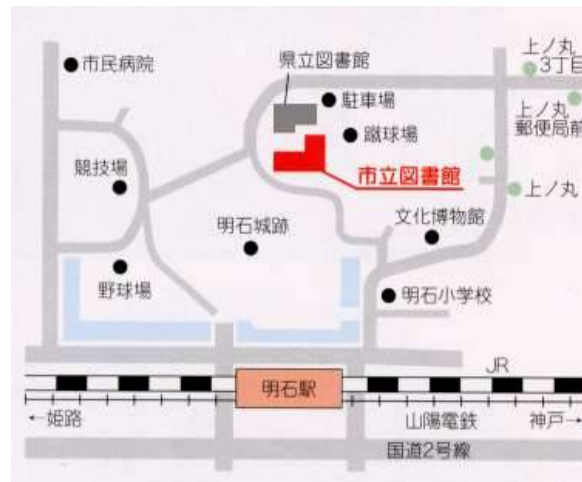 上ノ丸
3丁目
県立図書館
市民病院
駐車場
上ノ丸
郵便局前
蹴球場
競技場
市立図書館
上ノ丸
文化博物館
明石城跡
野球場
明石小学校
JR
明石駅
←姫路
山陽電鉄
神戸→
国道2号線